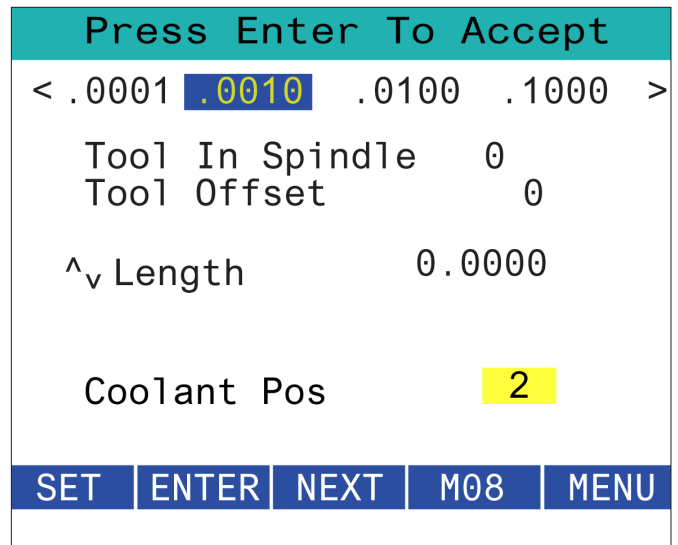 Press Enter To Accept
< .0001 .0010 .0100 .1000 >
Tool In Spindle 0
Tool Offset 0
^v Length 0.0000
Coolant Pos 2
SET ENTER NEXT M08 MENU